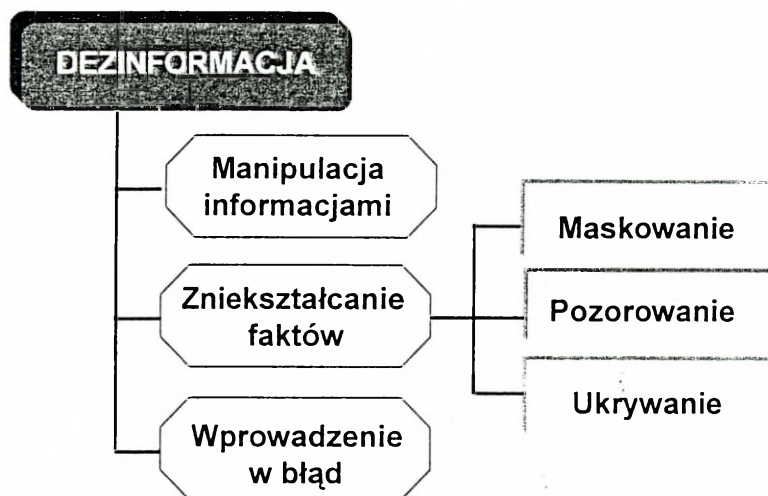 DEZINFORMACJA
Manipulacja
informacjami
Zniekształcanie
faktów
Wprowadzenie
w błąd
Maskowanie
Pozorowanie
Ukrywanie